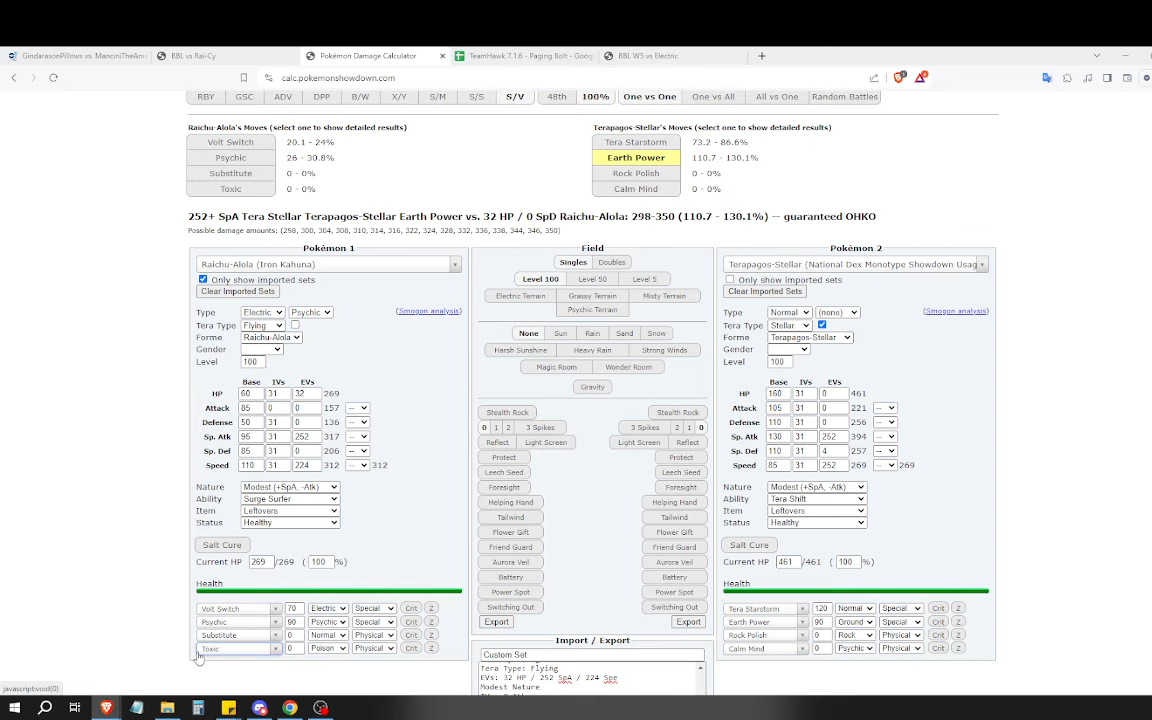 GindarasonPillows vs. ManciniTheAm
BBL vs Rai-Cy
Pokémon Damage Calculator
TeamHawk 7.1.6 - Paging Bolt - Goog
BBL W5 vs Electric
calc.pokemonshowdown.com
RBY GSC ADV DPP B/W X/Y S/M S/S S/V 48th 100% One vs One One vs All All vs One Random Battles
Raichu-Alola's Moves (select one to show detailed results)
Volt Switch 20.1 - 24%
Psychic 26 - 30.8%
Substitute 0 - 0%
Toxic 0 - 0%
Terapagos-Stellar's Moves (select one to show detailed results)
Tera Starstorm 73.2 - 86.6%
Earth Power 110.7 - 130.1%
Rock Polish 0 - 0%
Calm Mind 0 - 0%
252+ SpA Tera Stellar Terapagos-Stellar Earth Power vs. 32 HP / 0 SpD Raichu-Alola: 298-350 (110.7 - 130.1%) -- guaranteed OHKO
Possible damage amounts: (298, 300, 304, 308, 310, 314, 316, 322, 324, 328, 332, 336, 338, 344, 346, 350)
Pokémon 1
Raichu-Alola (Iron Kahuna)
Only show imported sets
Clear Imported Sets
Type Electric Psychic (Smogon analysis)
Tera Type Flying
Forme Raichu-Alola
Gender
Level 100
Base IVs EVs
HP 60 31 32 269
Attack 85 0 0 157 --
Defense 50 31 0 136 --
Sp. Atk 95 31 252 317 --
Sp. Def 85 31 0 206 --
Speed 110 31 224 312 -- 312
Nature Modest (+SpA, -Atk)
Ability Surge Surfer
Item Leftovers
Status Healthy
Salt Cure
Current HP 269 /269 ( 100 %)
Health
Volt Switch 70 Electric Special Crit Z
Psychic 90 Psychic Special Crit Z
Substitute 0 Normal Physical Crit Z
Toxic 0 Poison Physical Crit Z
Field
Singles Doubles
Level 100 Level 50 Level 5
Electric Terrain Grassy Terrain Misty Terrain
Psychic Terrain
None Sun Rain Sand Snow
Harsh Sunshine Heavy Rain Strong Winds
Magic Room Wonder Room
Gravity
Stealth Rock Stealth Rock
0 1 2 3 Spikes 3 Spikes 2 1 0
Reflect Light Screen Light Screen Reflect
Protect Protect
Leech Seed Leech Seed
Foresight Foresight
Helping Hand Helping Hand
Tailwind Tailwind
Flower Gift Flower Gift
Friend Guard Friend Guard
Aurora Veil Aurora Veil
Battery Battery
Power Spot Power Spot
Switching Out Switching Out
Export Export
Import / Export
Custom Set
Tera Type: Flying
EVs: 32 HP / 252 SpA / 224 Spe
Modest Nature
Pokémon 2
Terapagos-Stellar (National Dex Monotype Showdown Usag
Only show imported sets
Clear Imported Sets
Type Normal (none) (Smogon analysis)
Tera Type Stellar
Forme Terapagos-Stellar
Gender
Level 100
Base IVs EVs
HP 160 31 0 461
Attack 105 31 0 221 --
Defense 110 31 0 256 --
Sp. Atk 130 31 252 394 --
Sp. Def 110 31 4 257 --
Speed 85 31 252 269 -- 269
Nature Modest (+SpA, -Atk)
Ability Tera Shift
Item Leftovers
Status Healthy
Salt Cure
Current HP 461 /461 ( 100 %)
Health
Tera Starstorm 120 Normal Special Crit Z
Earth Power 90 Ground Special Crit Z
Rock Polish 0 Rock Physical Crit Z
Calm Mind 0 Psychic Physical Crit Z
javascript:void(0)